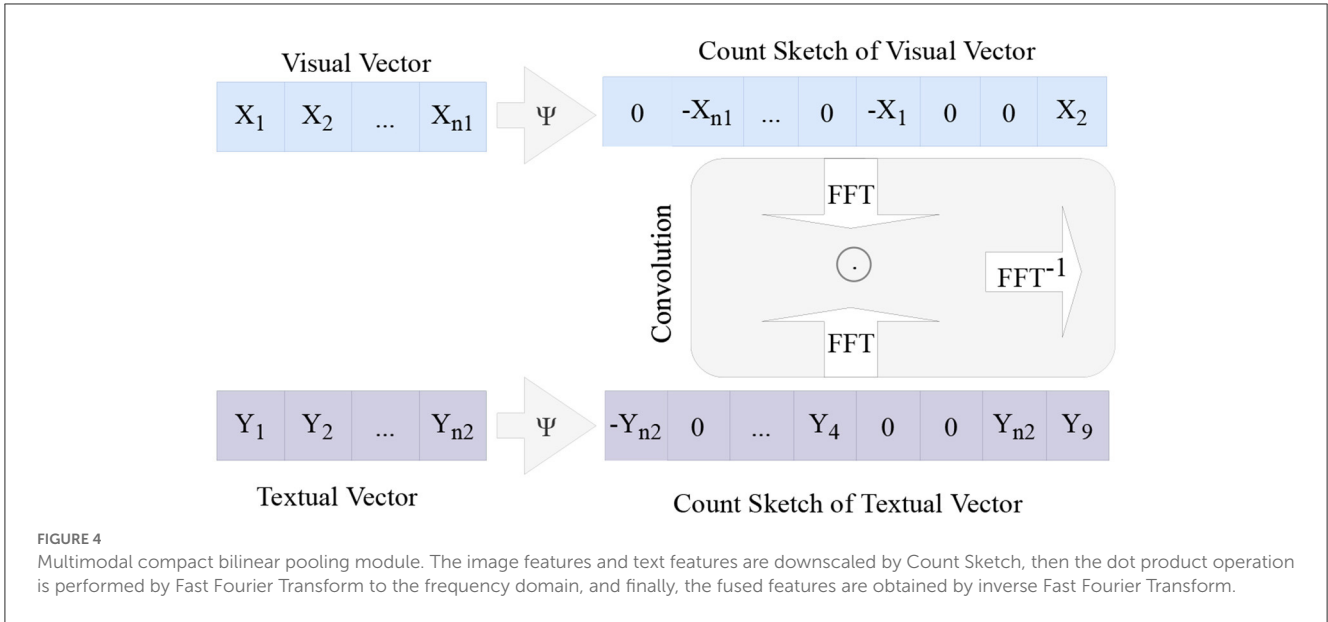 Visual Vector
Count Sketch of Visual Vector
X₁ X₂ ... Xₙ₁
Ψ
0 -Xₙ₁ ... 0 -X₁ 0 0 X₂
Convolution
FFT
.
FFT⁻¹
FFT
Y₁ Y₂ ... Yₙ₂
Ψ
-Yₙ₂ 0 ... Y₄ 0 0 Yₙ₂ Y₉
Textual Vector
Count Sketch of Textual Vector
FIGURE 4
Multimodal compact bilinear pooling module. The image features and text features are downscaled by Count Sketch, then the dot product operation
is performed by Fast Fourier Transform to the frequency domain, and finally, the fused features are obtained by inverse Fast Fourier Transform.